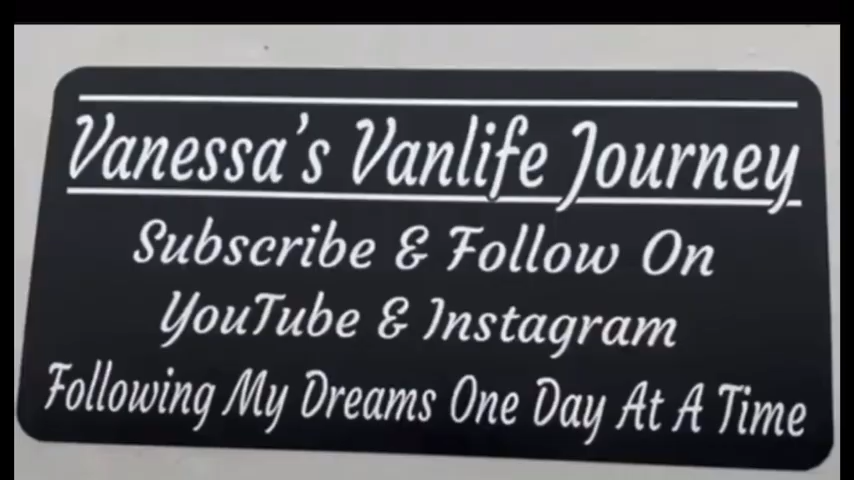 Vanessa's Vanlife Journey
Subscribe & Follow On
YouTube & Instagram
Following My Dreams One Day At A Time